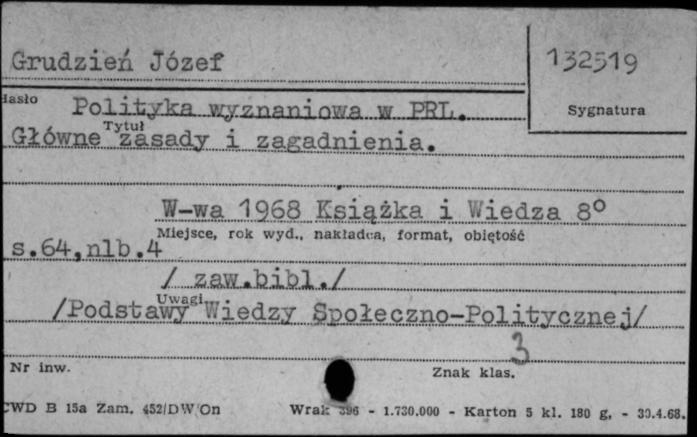 Grudzień Józef
132519
Hasło
Polityka wyznaniowa w PRL.
Sygnatura
Tytuł
Główne zasady i zagadnienia.
W-wa 1968 Książka i Wiedza 8°
Miejsce, rok wyd., nakładca, format, objętość
s.64,nlb.4
/ zaw.bibl./
Uwagi
/Podstawy Wiedzy Społeczno-Politycznej/
3
Nr inw.
Znak klas.
CWD B 15a Zam. 452/DW/On Wrak 396 - 1.730.000 - Karton 5 kl. 180 g. - 30.4.68.